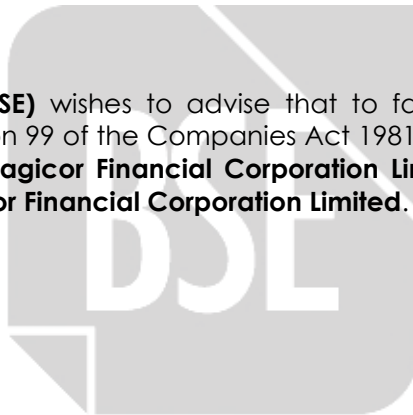 SE) wishes to advise that to fa
n 99 of the Companies Act 1981
agicor Financial Corporation Li
or Financial Corporation Limited.
BSE